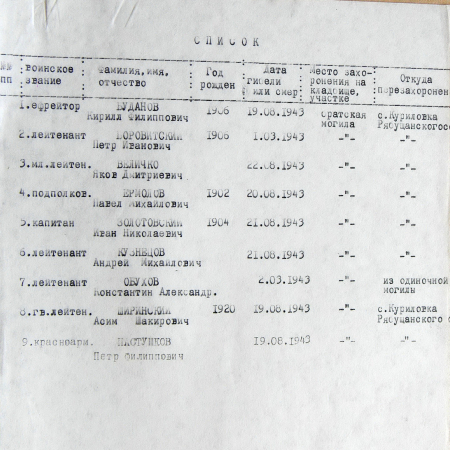 СПИСОК
№№ Воинское Фамилия,имя, Год Дата Место захо- Откуда
пп звание отчество рожден гибели ронения на перезахоронен
или смер. кладбище,
участке
1.ефрейтор БУДАНОВ 1906 19.08.1943 братская с.Куриловка
Кирилл Филиппович могила
2.лейтенант БОРОВИТСКИЙ 1906 1.03.1943 -"- -"-
Петр Иванович
3.мл.лейтен. ВЕЛИЧКО 22.08.1943 -"- -"-
Яков Дмитриевич
4.подполков. ЕРМОЛОВ 1902 20.08.1943 -"- -"-
Павел Михайлович
5.капитан ЗОЛОТОВСКИЙ 1904 21.08.1943 -"- -"-
Иван Николаевич
6.лейтенант КУЗНЕЦОВ 21.08.1943 -"- -"-
Андрей Михайлович
7.лейтенант ОБУХОВ 2.03.1943 -"- из одиночной
Константин Александр. могилы
8.гв.лейтен. ШИРИНСКИЙ 1920 19.08.1943 -"- с.Куриловка
Асим Шакирович
9.красноарм. ПАСТУШКОВ 19.08.1943 -"- -"-
Петр Филиппович